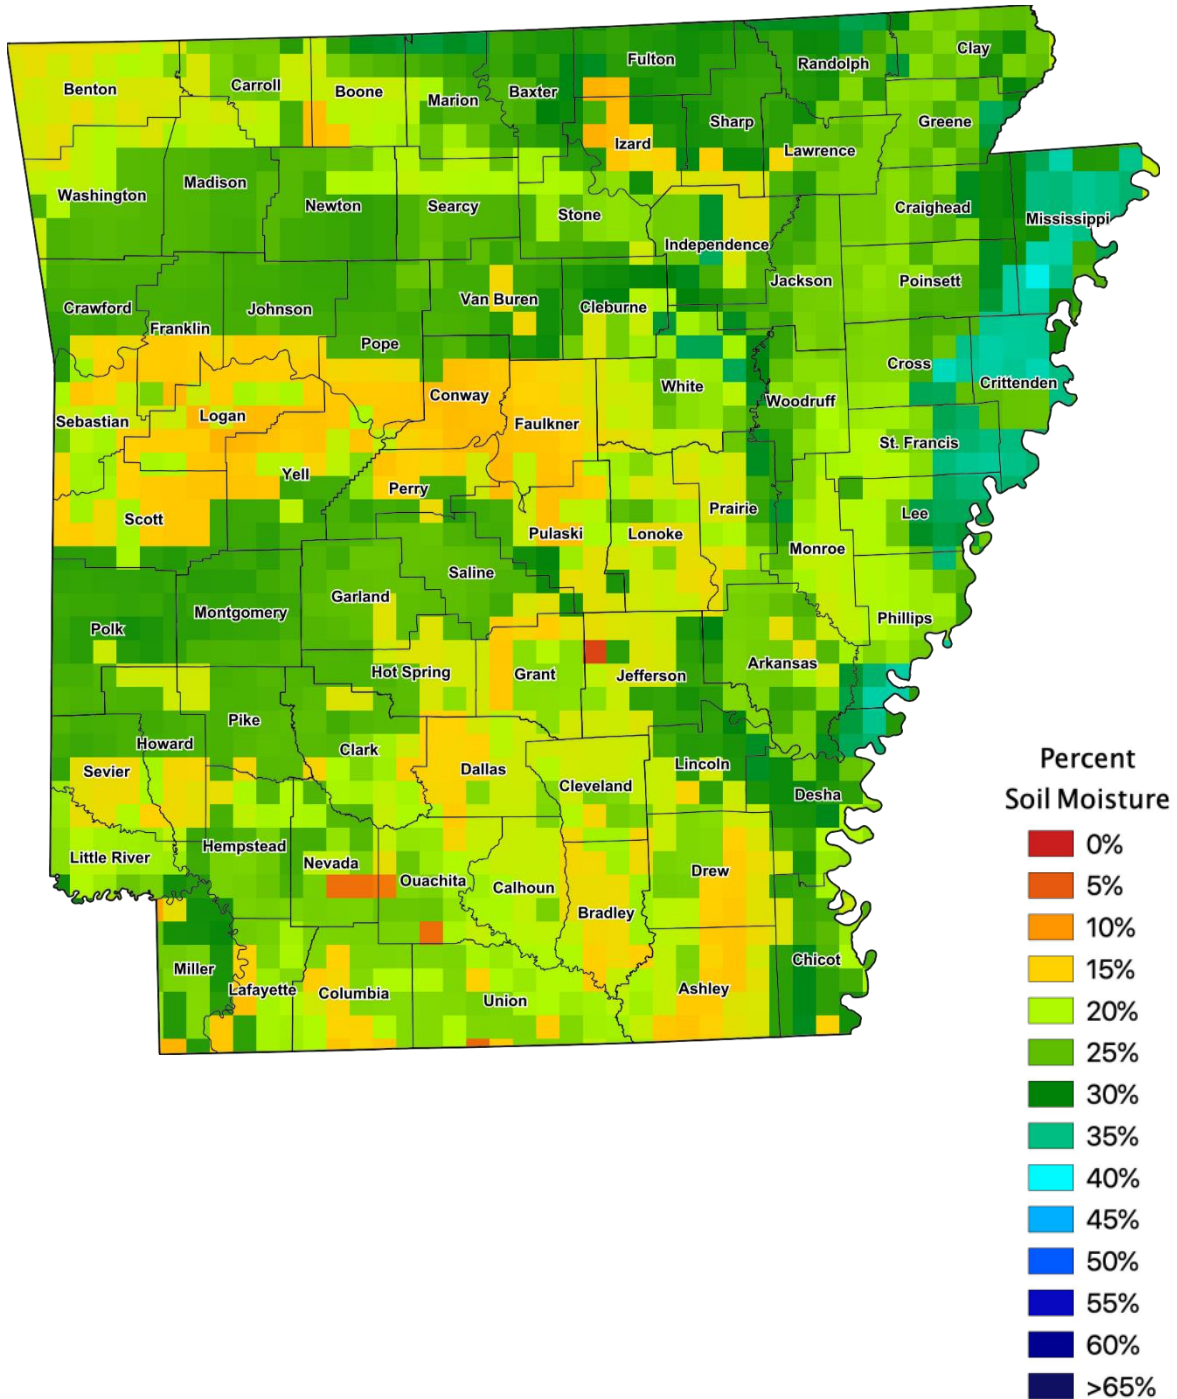 Clay
Fulton
Randolph
Carroll
Benton
Boone
Baxter
Marion
Sharp
Greene
Izard
Lawrence
Madison
Washington
Newton
Searcy
Stone
Craighead
Mississippi
Independence
Jackson
Poinsett
Van Buren
Crawford
Johnson
Cleburne
Franklin
Pope
Cross
Crittenden
White
Conway
Woodruff
Logan
Sebastian
Faulkner
St. Francis
Yell
Perry
Prairie
Lee
Scott
Pulaski
Lonoke
Monroe
Saline
Garland
Montgomery
Phillips
Polk
Arkansas
Hot Spring
Grant
Jefferson
Pike
Howard
Clark
Sevier
Dallas
Lincoln
Cleveland
Desha
Hempstead
Little River
Nevada
Drew
Ouachita
Calhoun
Bradley
Chicot
Miller
Lafayette
Columbia
Union
Ashley
Percent
Soil Moisture
0%
5%
10%
15%
20%
25%
30%
35%
40%
45%
50%
55%
60%
>65%